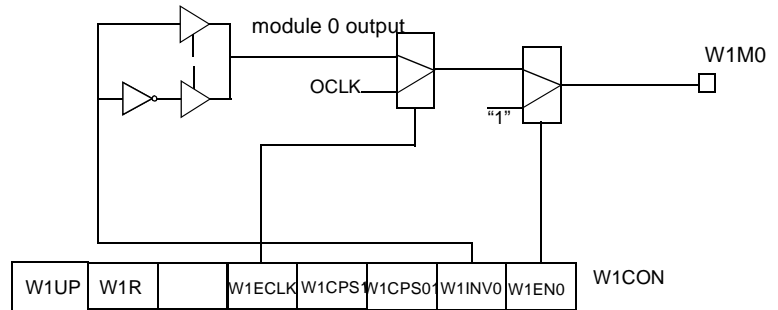 module 0 output
W1M0
OCLK
“1”
W1UP W1R W1ECLK W1CPS1 W1CPS01 W1INV0 W1EN0 W1CON